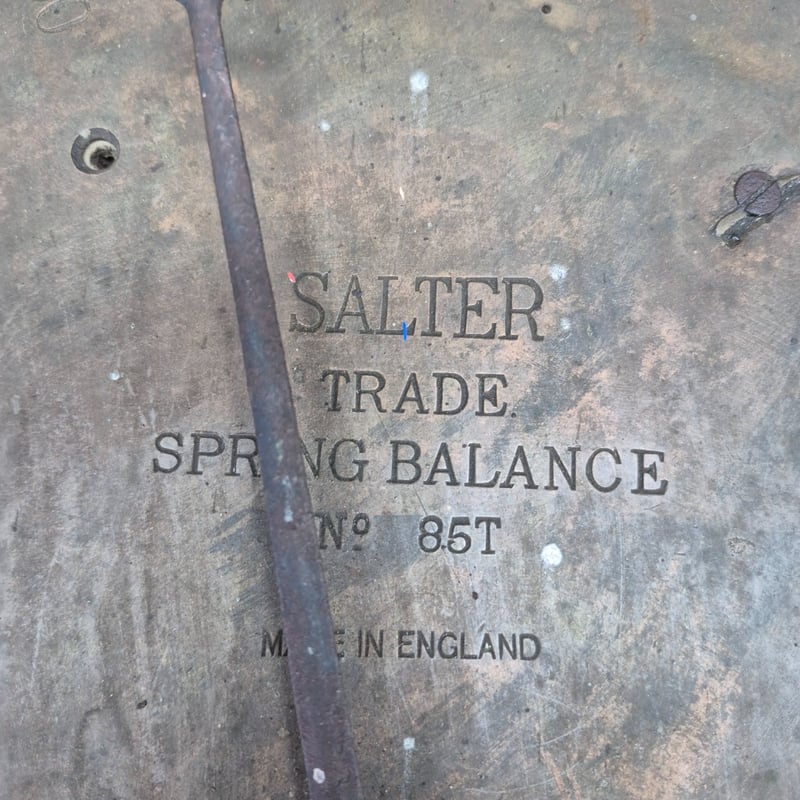 SALTER
TRADE.
SPRING BALANCE
Nº 85T
MADE IN ENGLAND